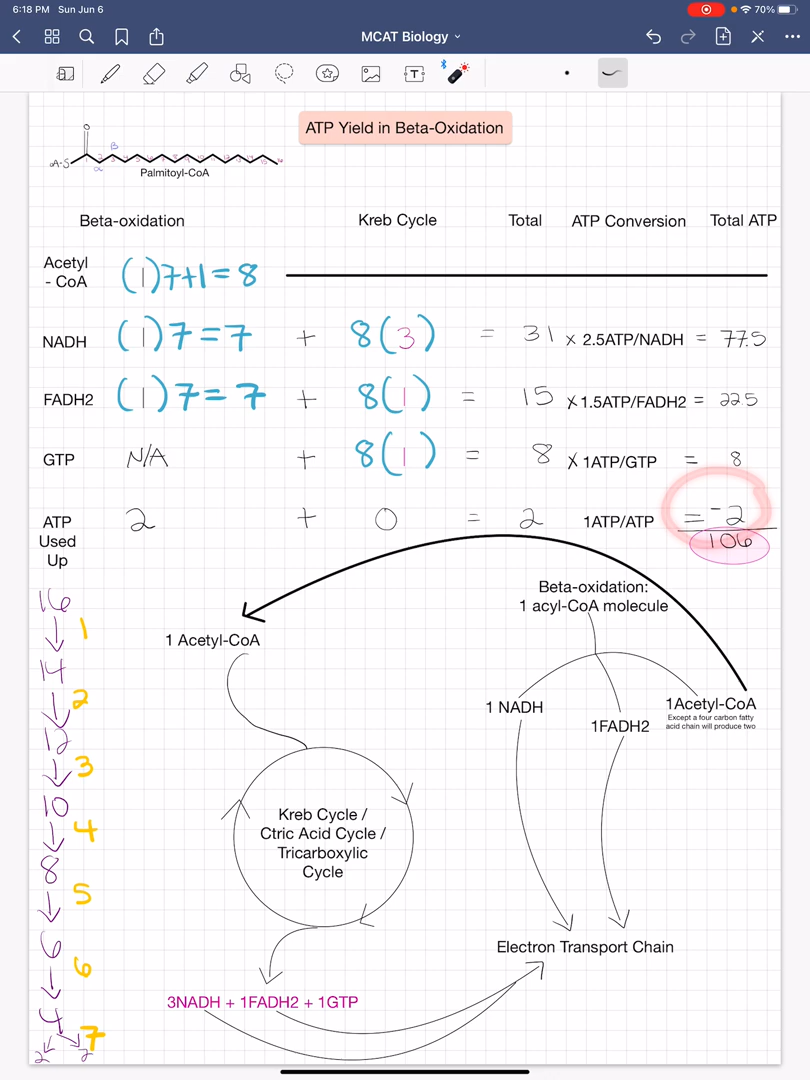 6:18 PM Sun Jun 6
70%
MCAT Biology
T
ATP Yield in Beta-Oxidation
O
B
Palmitoyl-CoA
Beta-oxidation Kreb Cycle Total ATP Conversion Total ATP
Acetyl
- CoA
(1)7+1=8
NADH (1)7=7 + 8(3) = 31 x 2.5ATP/NADH = 77.5
FADH2 (1)7=7 + 8(1) = 15 x1.5ATP/FADH2 = 22.5
GTP N/A + 8(1) = 8 x 1ATP/GTP = 8
ATP
Used
Up
2 + 0 = 2 1ATP/ATP = -2
106
Beta-oxidation:
1 acyl-CoA molecule
1 Acetyl-CoA
1 NADH
1FADH2
1Acetyl-CoA
Except a four carbon fatty
acid chain will produce two
Kreb Cycle /
Ctric Acid Cycle /
Tricarboxylic
Cycle
Electron Transport Chain
3NADH + 1FADH2 + 1GTP
16
1
14
2
12
3
10
4
8
5
6
6
4
7
2 2